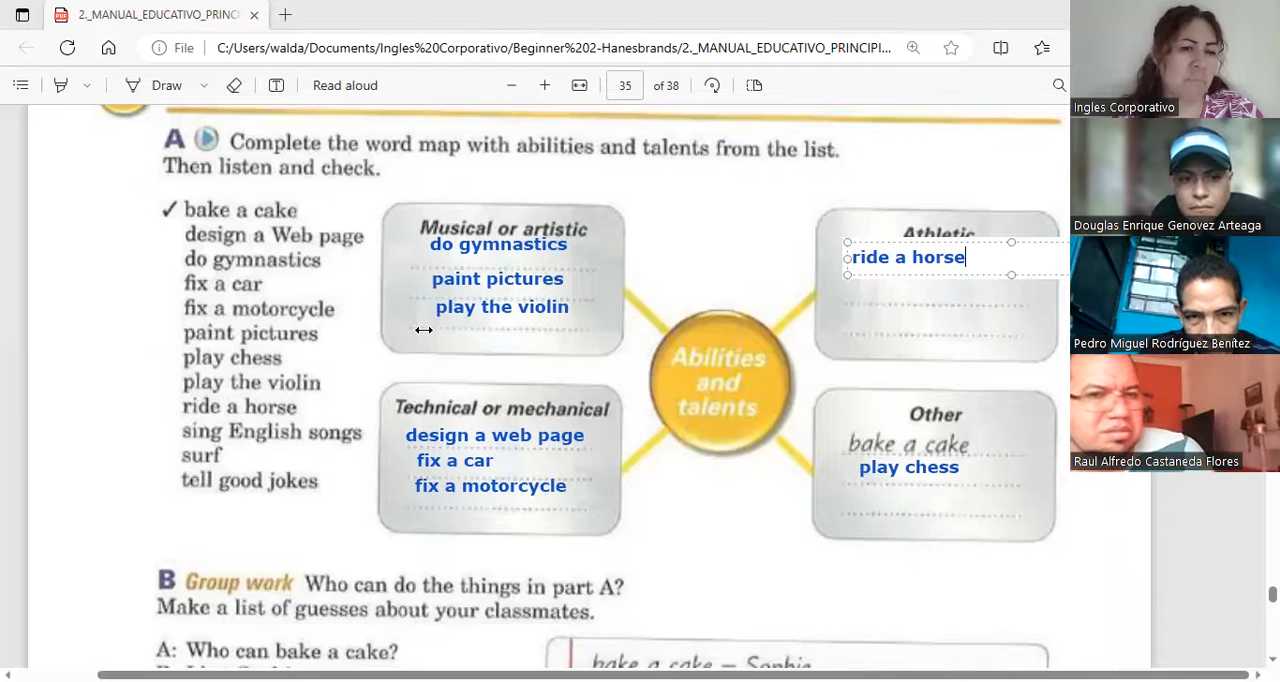 2._MANUAL_EDUCATIVO_PRINCI
File
C:/Users/walda/Documents/Ingles%20Corporativo/Beginner%202-Hanesbrands/2._MANUAL_EDUCATIVO_PRINCIPI...
Draw
Read aloud
35 of 38
A Complete the word map with abilities and talents from the list.
Then listen and check.
✓ bake a cake
design a Web page
do gymnastics
fix a car
fix a motorcycle
paint pictures
play chess
play the violin
ride a horse
sing English songs
surf
tell good jokes
Musical or artistic
do gymnastics
paint pictures
play the violin
Athletic
ride a horse
Abilities
and
talents
Technical or mechanical
design a web page
fix a car
fix a motorcycle
Other
bake a cake
play chess
B Group work Who can do the things in part A?
Make a list of guesses about your classmates.
A: Who can bake a cake?
bake a cake – Sophie
Ingles Corporativo
Douglas Enrique Genovez Arteaga
Pedro Miguel Rodríguez Benítez
Raul Alfredo Castaneda Flores